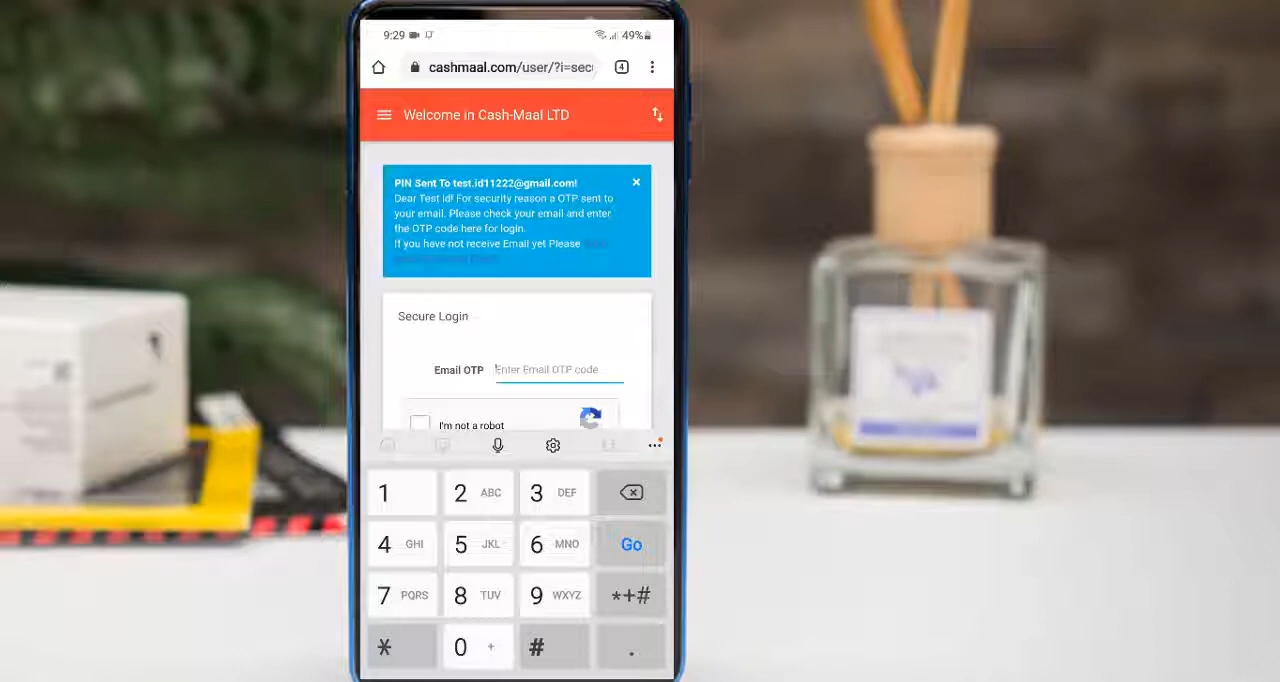 9:29 49%
cashmaal.com/user/?i=sec 4
Welcome in Cash-Maal LTD
PIN Sent To test.id11222@gmail.com! ×
Dear Test id! For security reason a OTP sent to
your email. Please check your email and enter
the OTP code here for login.
If you have not receive Email yet Please
Secure Login
Email OTP Enter Email OTP code
I'm not a robot
1 2 ABC 3 DEF
4 GHI 5 JKL 6 MNO Go
7 PQRS 8 TUV 9 WXYZ *+#
* 0 + # .